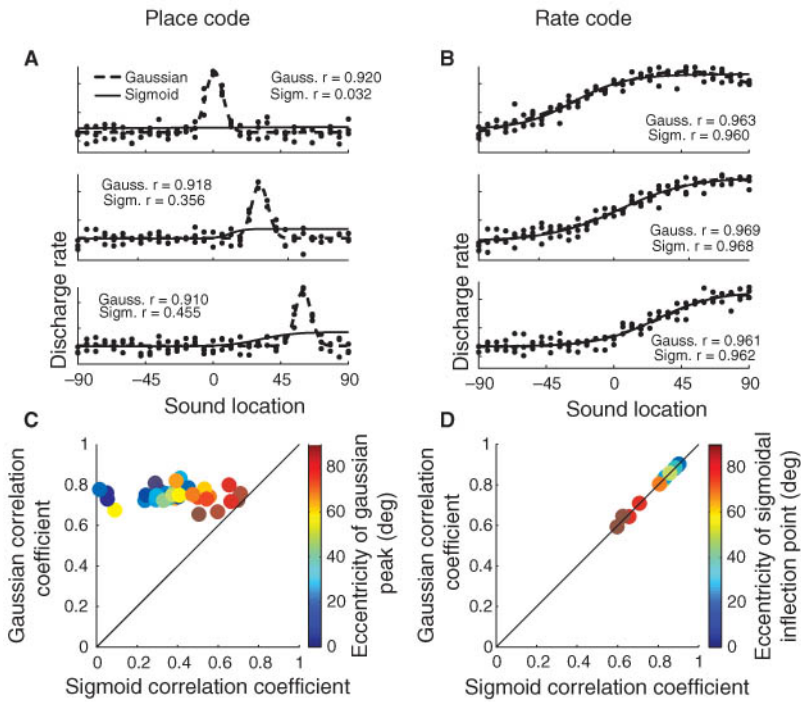 Place code
Rate code
A
Gaussian
Sigmoid
Gauss. r = 0.920
Sigm. r = 0.032
Gauss. r = 0.918
Sigm. r = 0.356
Gauss. r = 0.910
Sigm. r = 0.455
Discharge rate
−90 −45 0 45 90
Sound location
B
Gauss. r = 0.963
Sigm. r = 0.960
Gauss. r = 0.969
Sigm. r = 0.968
Gauss. r = 0.961
Sigm. r = 0.962
Discharge rate
−90 −45 0 45 90
Sound location
C
Gaussian correlation
coefficient
1
0.8
0.6
0.4
0.2
0
0 0.2 0.4 0.6 0.8 1
Sigmoid correlation coefficient
80
60
40
20
0
Eccentricity of gaussian
peak (deg)
D
Gaussian correlation
coefficient
1
0.8
0.6
0.4
0.2
0
0 0.2 0.4 0.6 0.8 1
Sigmoid correlation coefficient
80
60
40
20
0
Eccentricity of sigmoidal
inflection point (deg)